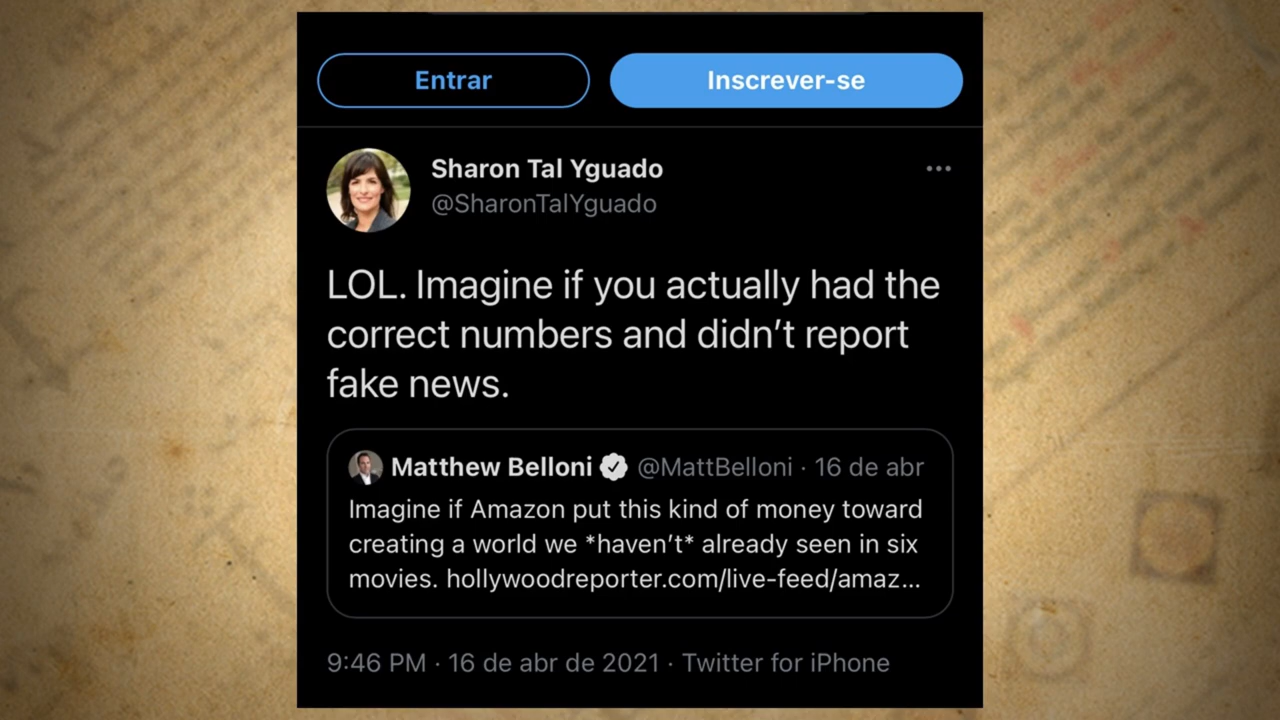 Entrar
Inscrever-se
Sharon Tal Yguado
@SharonTalYguado
LOL. Imagine if you actually had the
correct numbers and didn’t report
fake news.
Matthew Belloni @MattBelloni · 16 de abr
Imagine if Amazon put this kind of money toward
creating a world we *haven’t* already seen in six
movies. hollywoodreporter.com/live-feed/amaz...
9:46 PM · 16 de abr de 2021 · Twitter for iPhone